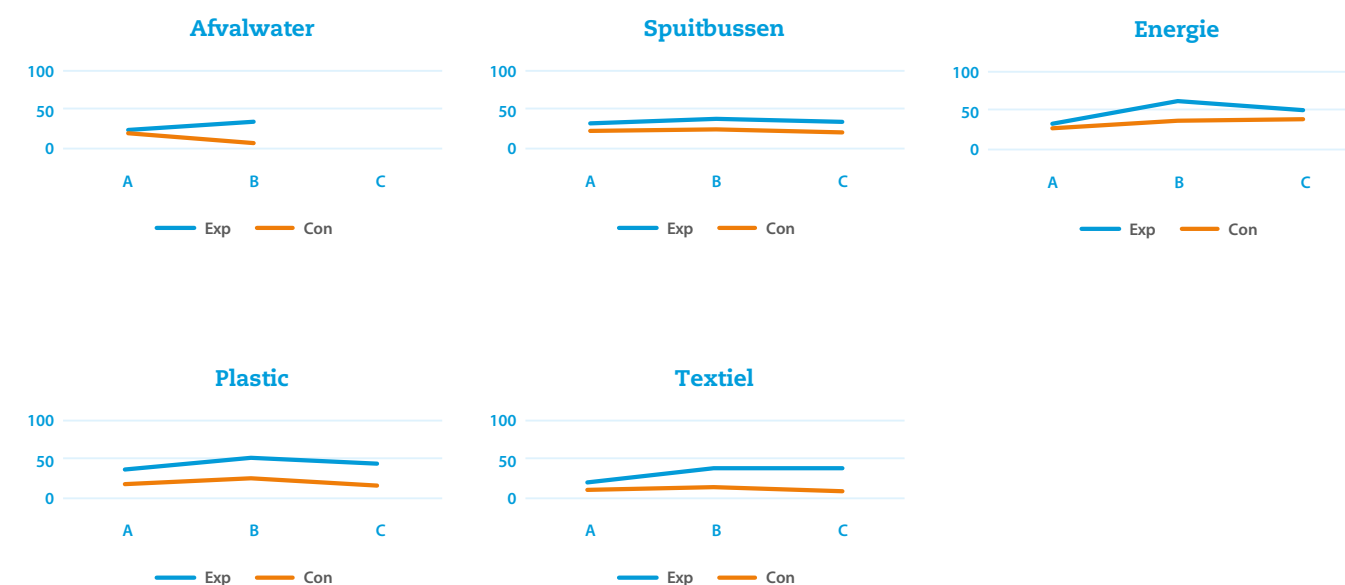 Afvalwater
100
50
0
A B C
Exp Con
Spuitbussen
100
50
0
A B C
Exp Con
Energie
100
50
0
A B C
Exp Con
Plastic
100
50
0
A B C
Exp Con
Textiel
100
50
0
A B C
Exp Con